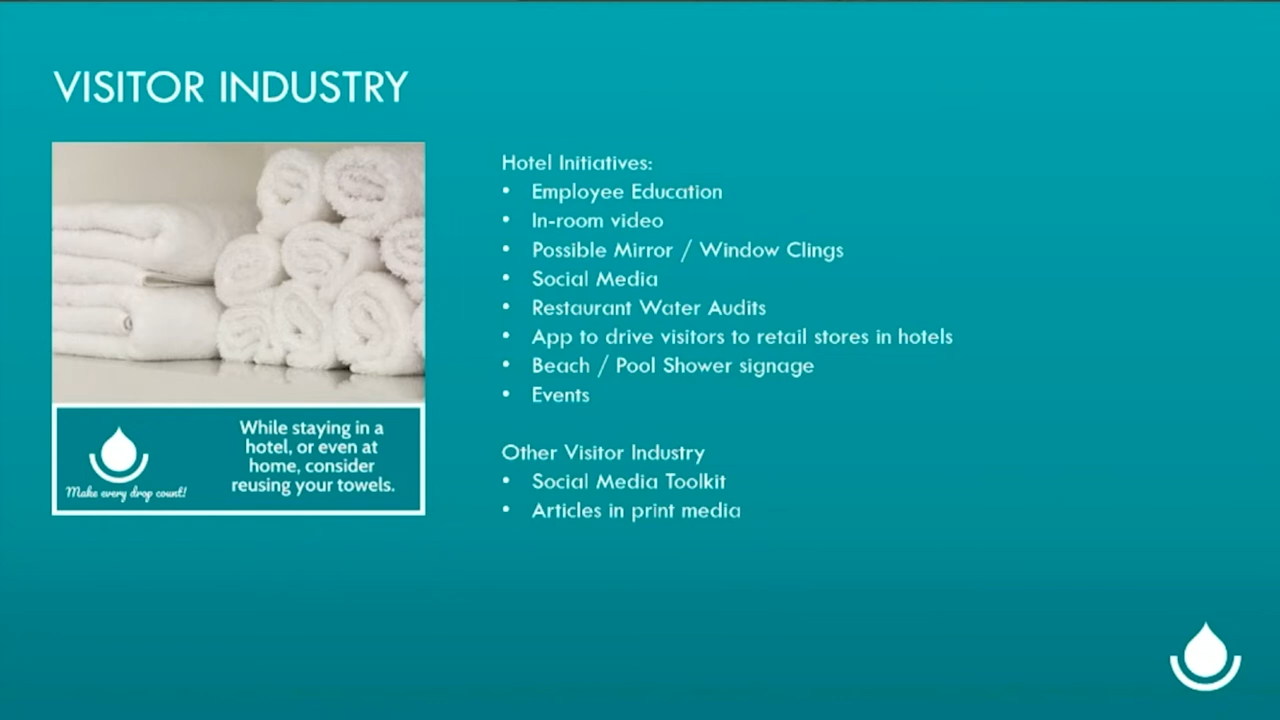 VISITOR INDUSTRY
While staying in a
hotel, or even at
home, consider
reusing your towels.
Make every drop count!
Hotel Initiatives:
• Employee Education
• In-room video
• Possible Mirror / Window Clings
• Social Media
• Restaurant Water Audits
• App to drive visitors to retail stores in hotels
• Beach / Pool Shower signage
• Events
Other Visitor Industry
• Social Media Toolkit
• Articles in print media